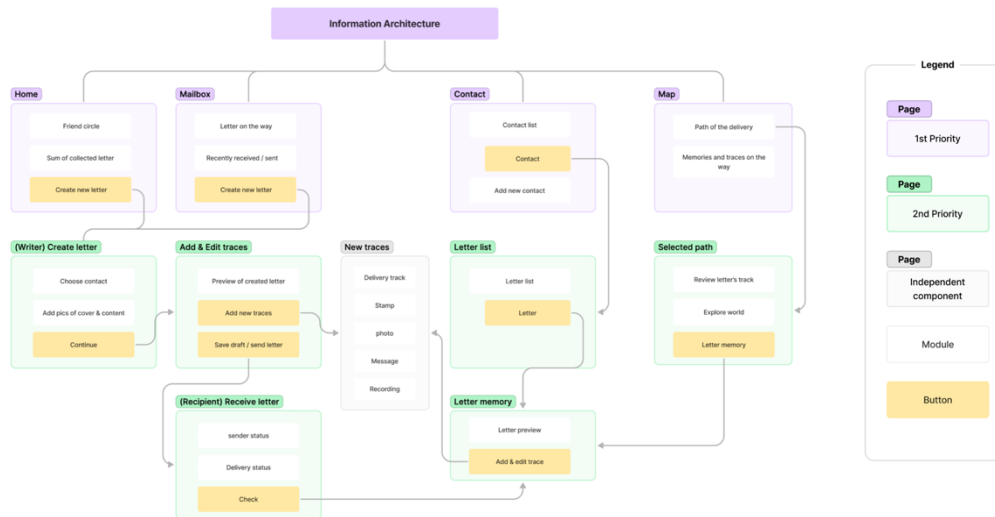 Information Architecture
Home
Friend circle
Sum of collected letter
Create new letter
Mailbox
Letter on the way
Recently received / sent
Create new letter
Contact
Contact list
Contact
Add new contact
Map
Path of the delivery
Memories and traces on the
way
(Writer) Create letter
Choose contact
Add pics of cover & content
Continue
Add & Edit traces
Preview of created letter
Add new traces
Save draft / send letter
New traces
Delivery track
Stamp
photo
Message
Recording
Letter list
Letter list
Letter
Selected path
Review letter's track
Explore world
Letter memory
(Recipient) Receive letter
sender status
Delivery status
Check
Letter memory
Letter preview
Add & edit trace
Legend
Page
1st Priority
Page
2nd Priority
Page
Independent
component
Module
Button